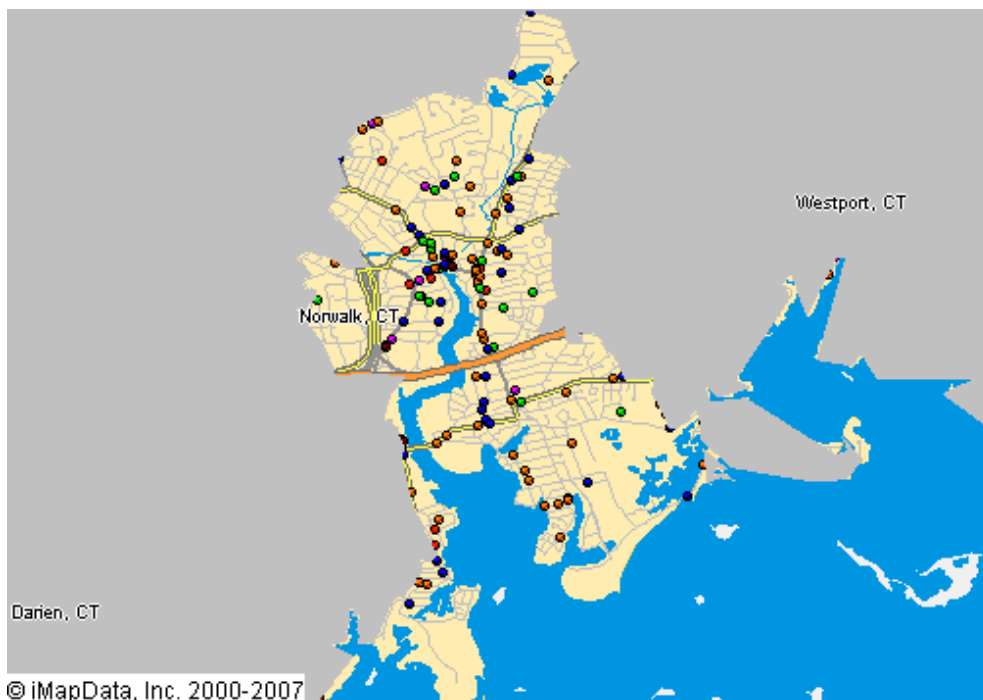 Westport, CT
Norwalk, CT
Darien, CT
© iMapData, Inc. 2000-2007